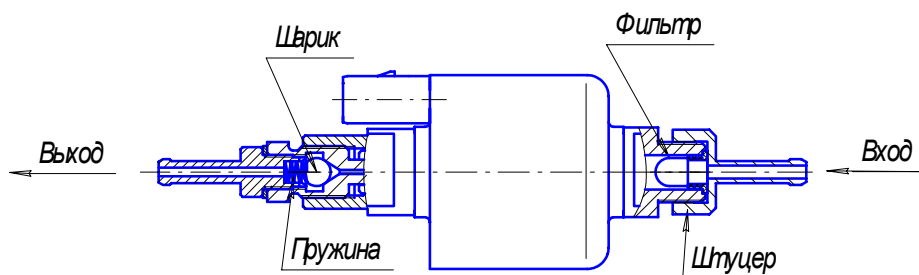 Шарик
Фильтр
Выход
Вход
Пружина
Штуцер